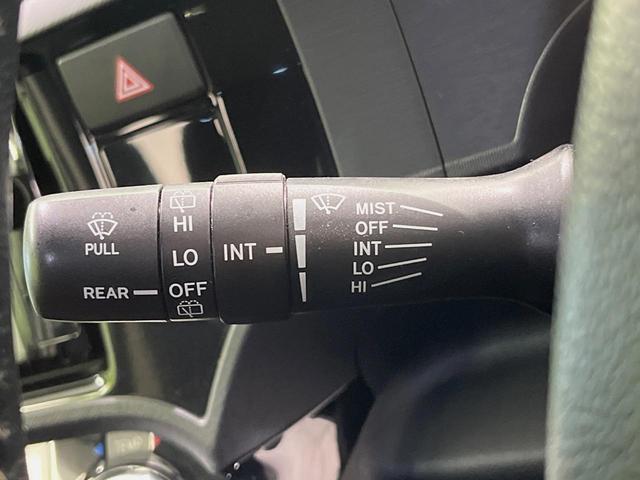 PULL
REAR
HI
LO
OFF
INT
MIST
OFF
INT
LO
HI